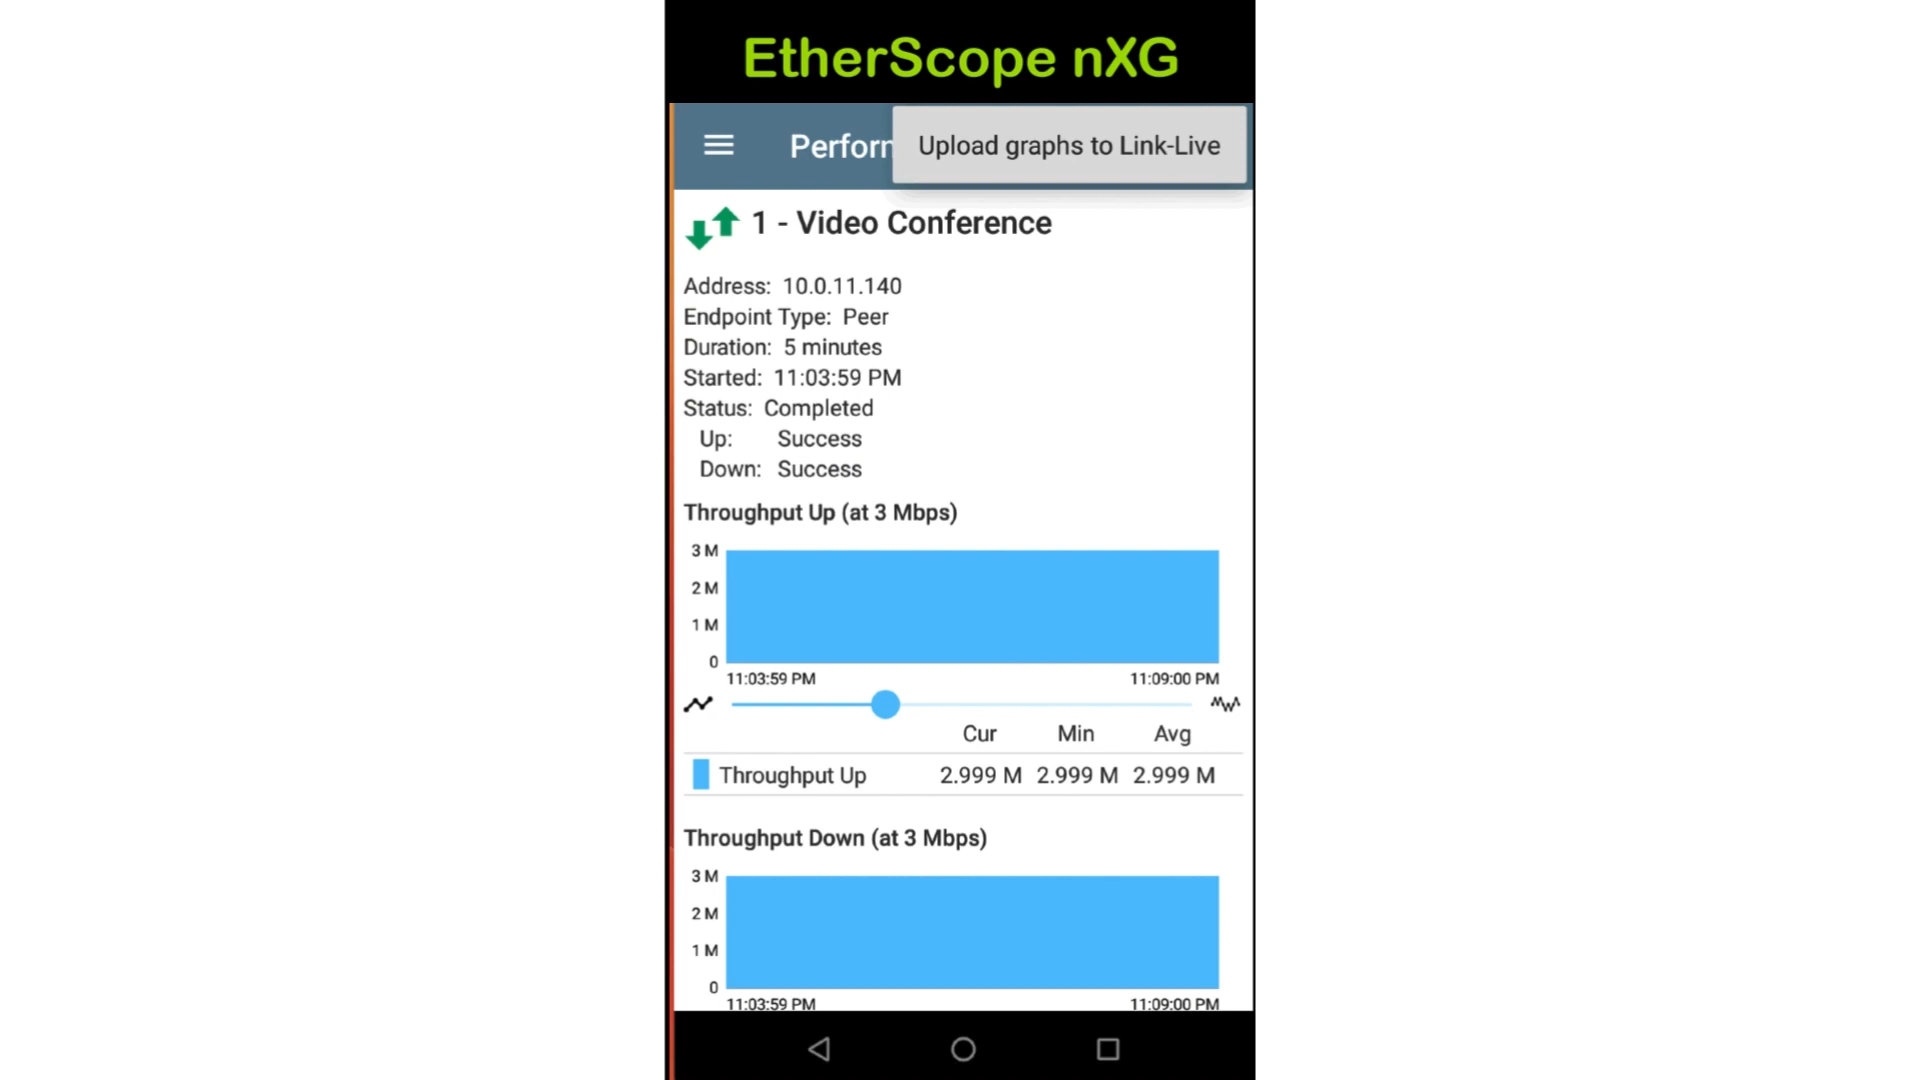 EtherScope nXG
Perforn Upload graphs to Link-Live
1 - Video Conference
Address: 10.0.11.140
Endpoint Type: Peer
Duration: 5 minutes
Started: 11:03:59 PM
Status: Completed
Up: Success
Down: Success
Throughput Up (at 3 Mbps)
3 M
2 M
1 M
0
11:03:59 PM 11:09:00 PM
Cur Min Avg
Throughput Up 2.999 M 2.999 M 2.999 M
Throughput Down (at 3 Mbps)
3 M
2 M
1 M
0
11:03:59 PM 11:09:00 PM